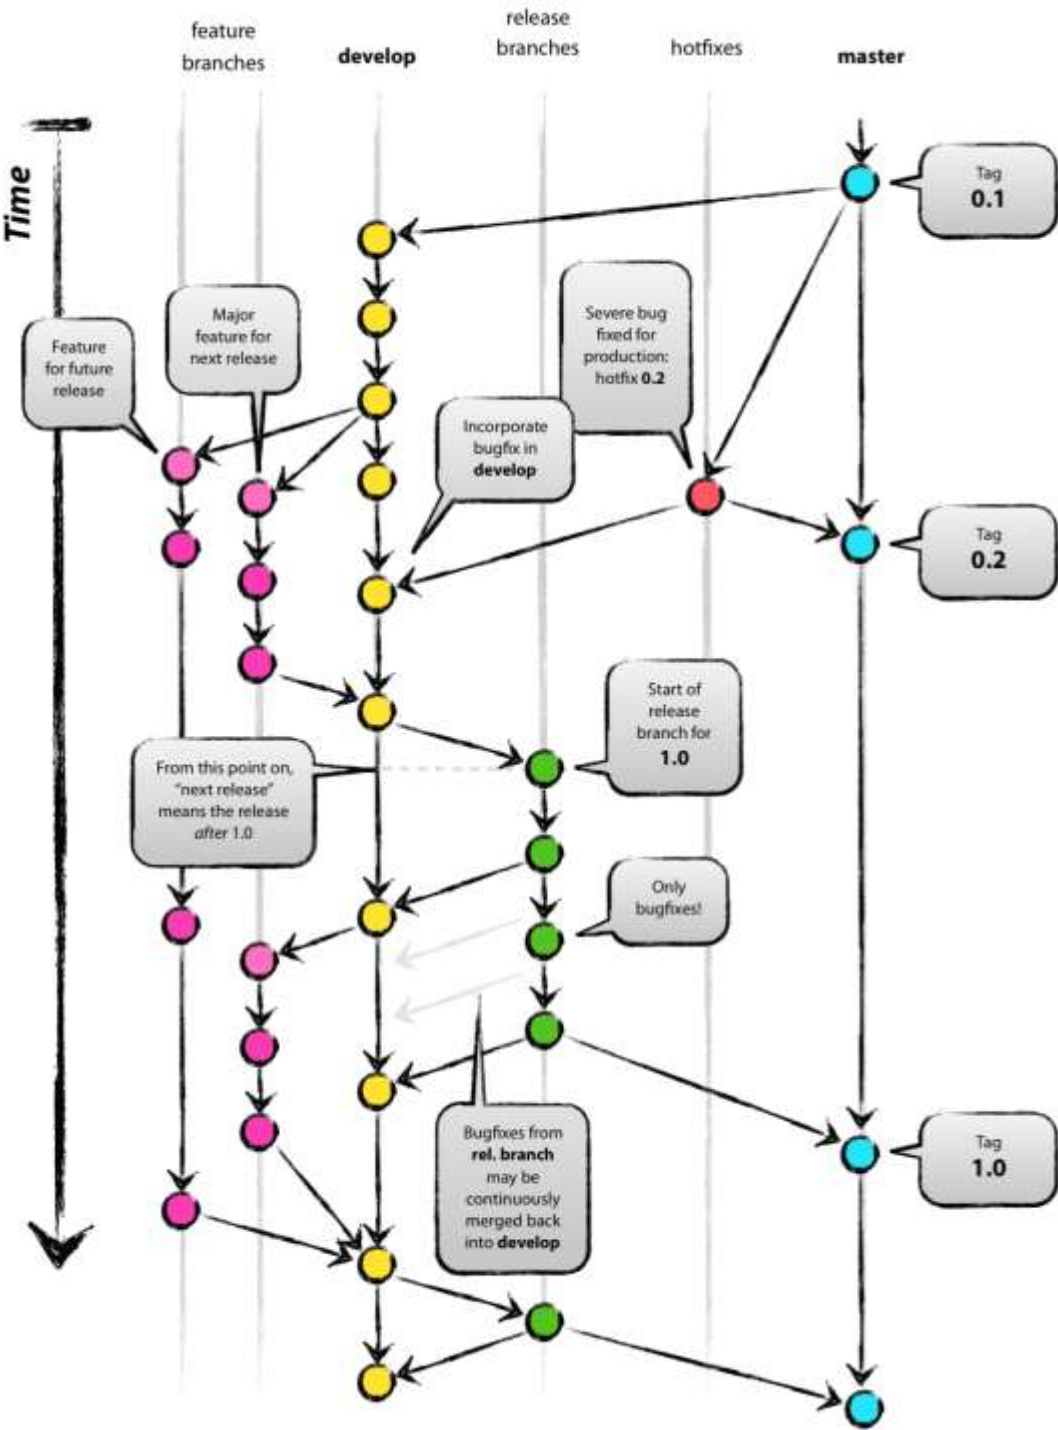 feature
branches
develop
release
branches
hotfixes
master
Time
Tag
0.1
Feature
for future
release
Major
feature for
next release
Severe bug
fixed for
production:
hotfix 0.2
Incorporate
bugfix in
develop
Tag
0.2
Start of
release
branch for
1.0
From this point on,
“next release”
means the release
after 1.0
Only
bugfixes!
Bugfixes from
rel. branch
may be
continuously
merged back
into develop
Tag
1.0